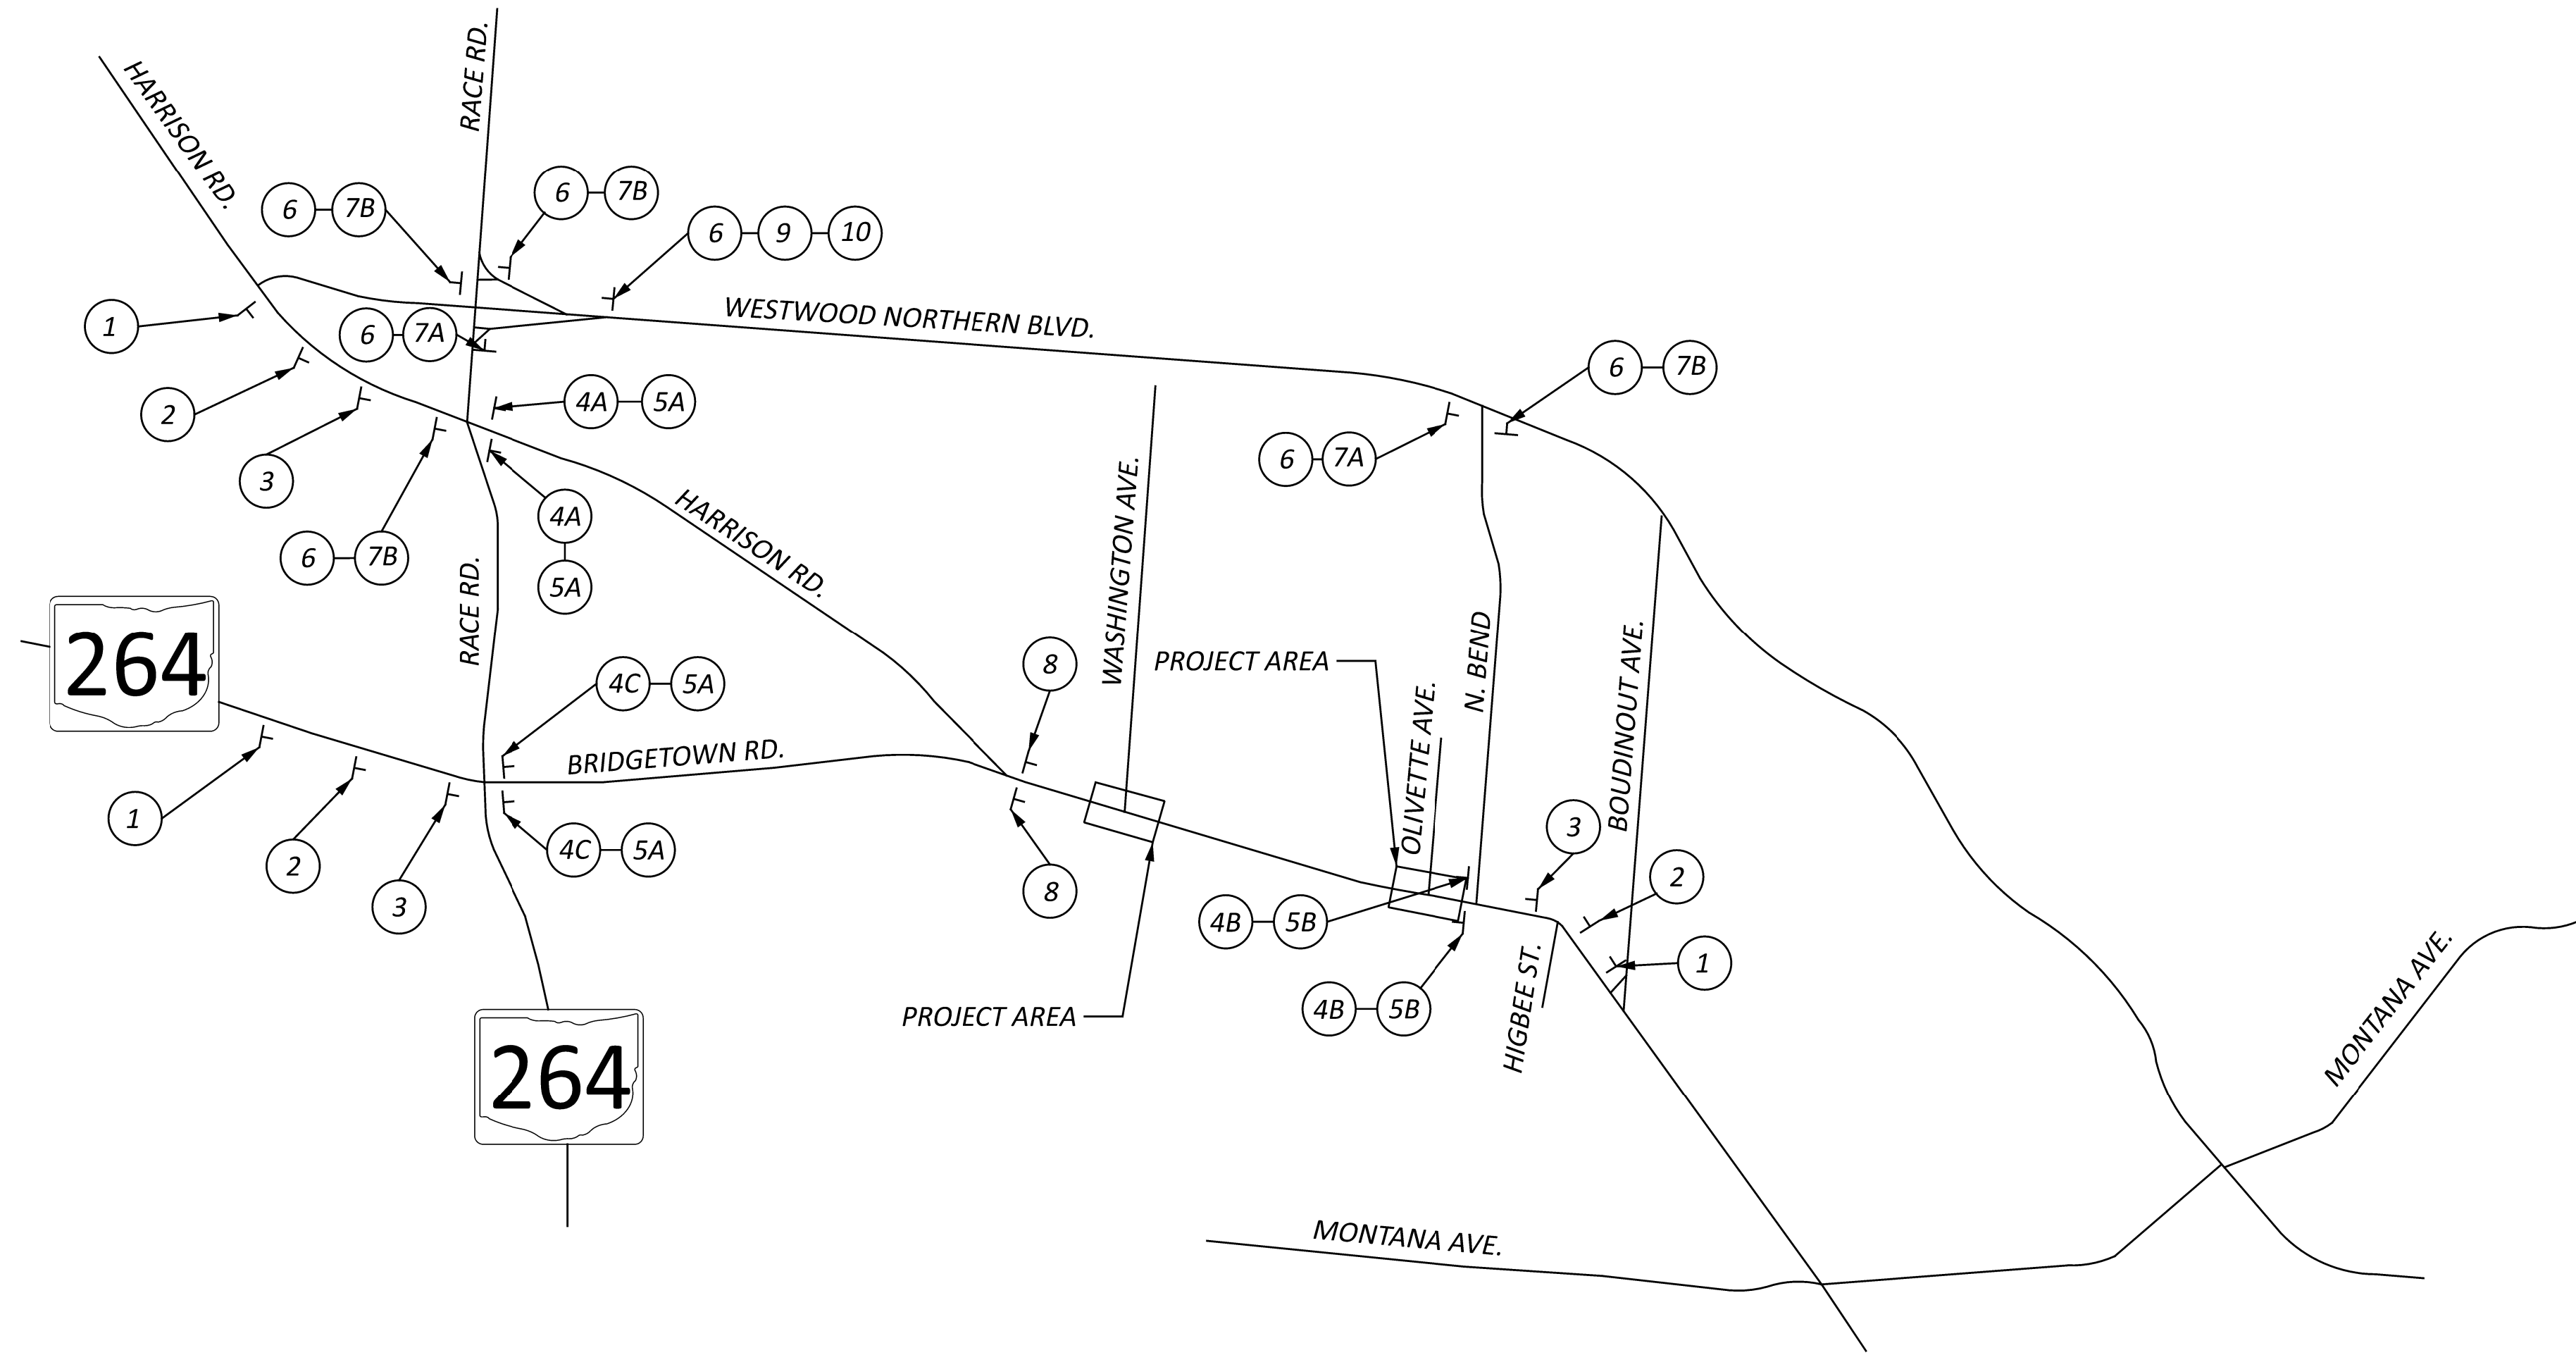 RACE RD.
HARRISON RD.
6 7B
6 7B
6 9 10
WESTWOOD NORTHERN BLVD.
1
6 7A
2
4A 5A
6 7B
3
6 7A
HARRISON RD.
4A
6 7B
5A
WASHINGTON AVE.
RACE RD.
264
4C 5A
8
PROJECT AREA
N. BEND
OLIVETTE AVE.
BOUDINOUT AVE.
BRIDGETOWN RD.
1
2
3
4C 5A
8
3
2
4B 5B
1
4B 5B
PROJECT AREA
HIGBEE ST.
MONTANA AVE.
264
MONTANA AVE.